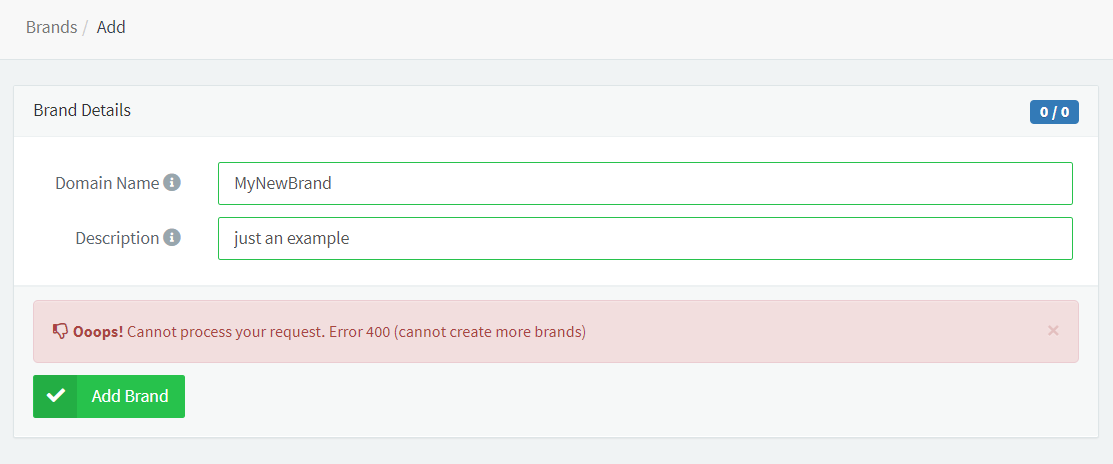 Brands / Add
Brand Details
0 / 0
Domain Name
MyNewBrand
Description
just an example
Ooops! Cannot process your request. Error 400 (cannot create more brands)
×
Add Brand